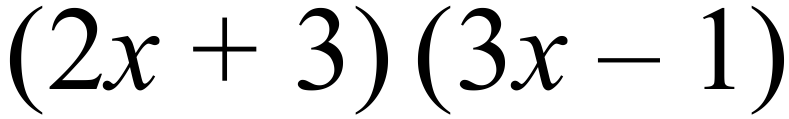 (2x + 3)(3x − 1)